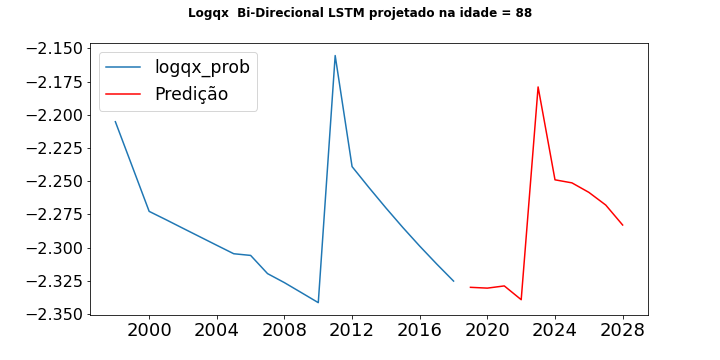 Logqx Bi-Direcional LSTM projetado na idade = 88
−2.150
−2.175
−2.200
−2.225
−2.250
−2.275
−2.300
−2.325
−2.350
logqx_prob
Predição
2000 2004 2008 2012 2016 2020 2024 2028